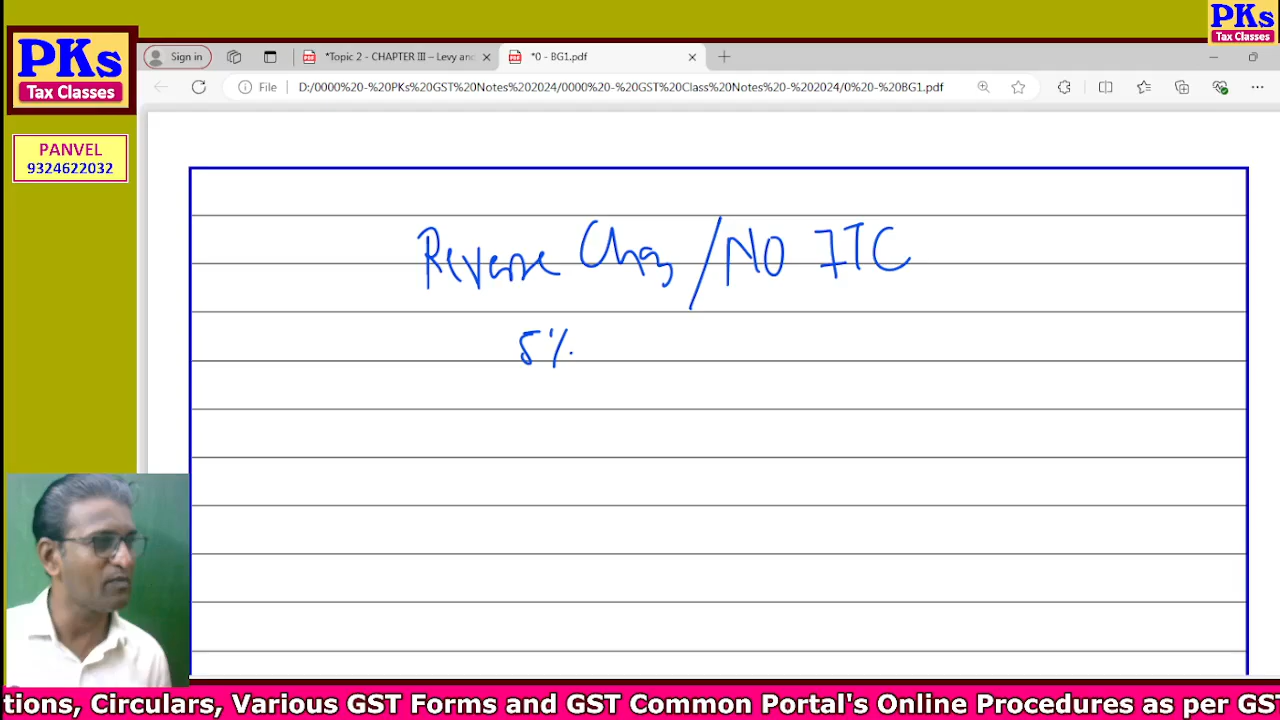 PKs
Tax Classes
PKs
Tax Classes
Sign in
*Topic 2 - CHAPTER III – Levy and
*0 - BG1.pdf
File
D:/0000%20-%20PKs%20GST%20Notes%202024/0000%20-%20GST%20Class%20Notes%20-%202024/0%20-%20BG1.pdf
PANVEL
9324622032
Reverse /NO ITC
5%
tions, Circulars, Various GST Forms and GST Common Portal's Online Procedures as per GS